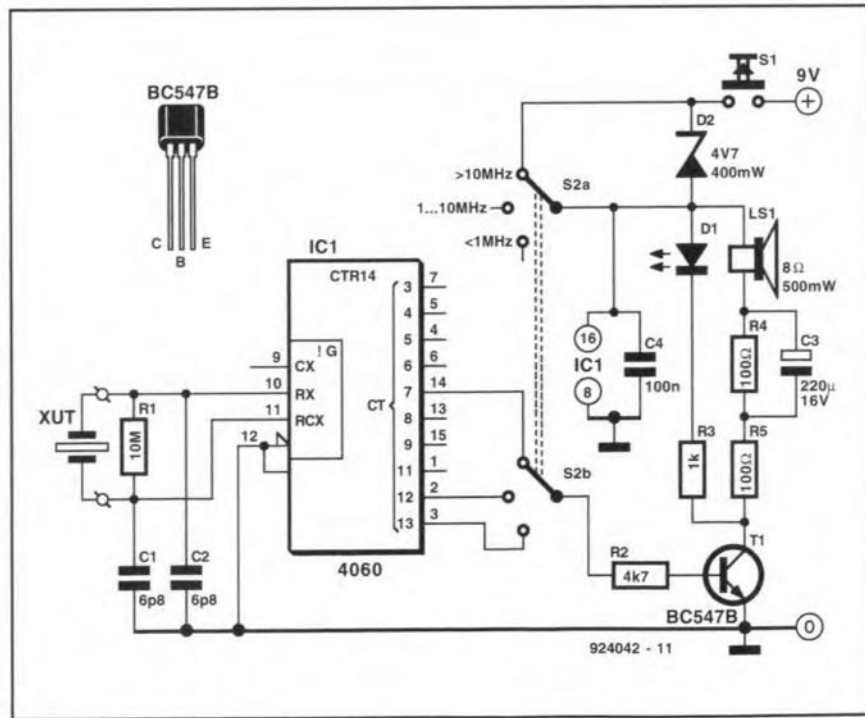 BC547B
C
B
E
S1
9V
+
D2
4V7
400mW
>10MHz
S2a
1...10MHz
<1MHz
LS1
8Ω
500mW
D1
IC1
CTR14
!G
9
CX
10
RX
11
RCX
12
CT
3
7
4
5
5
4
6
6
7
14
8
13
9
15
11
1
12
2
13
3
4060
XUT
R1
10M
C1
6p8
C2
6p8
16
IC1
8
C4
100n
R4
100Ω
C3
220µ
16V
R3
1k
R5
100Ω
S2b
R2
4k7
T1
BC547B
0
924042 - 11